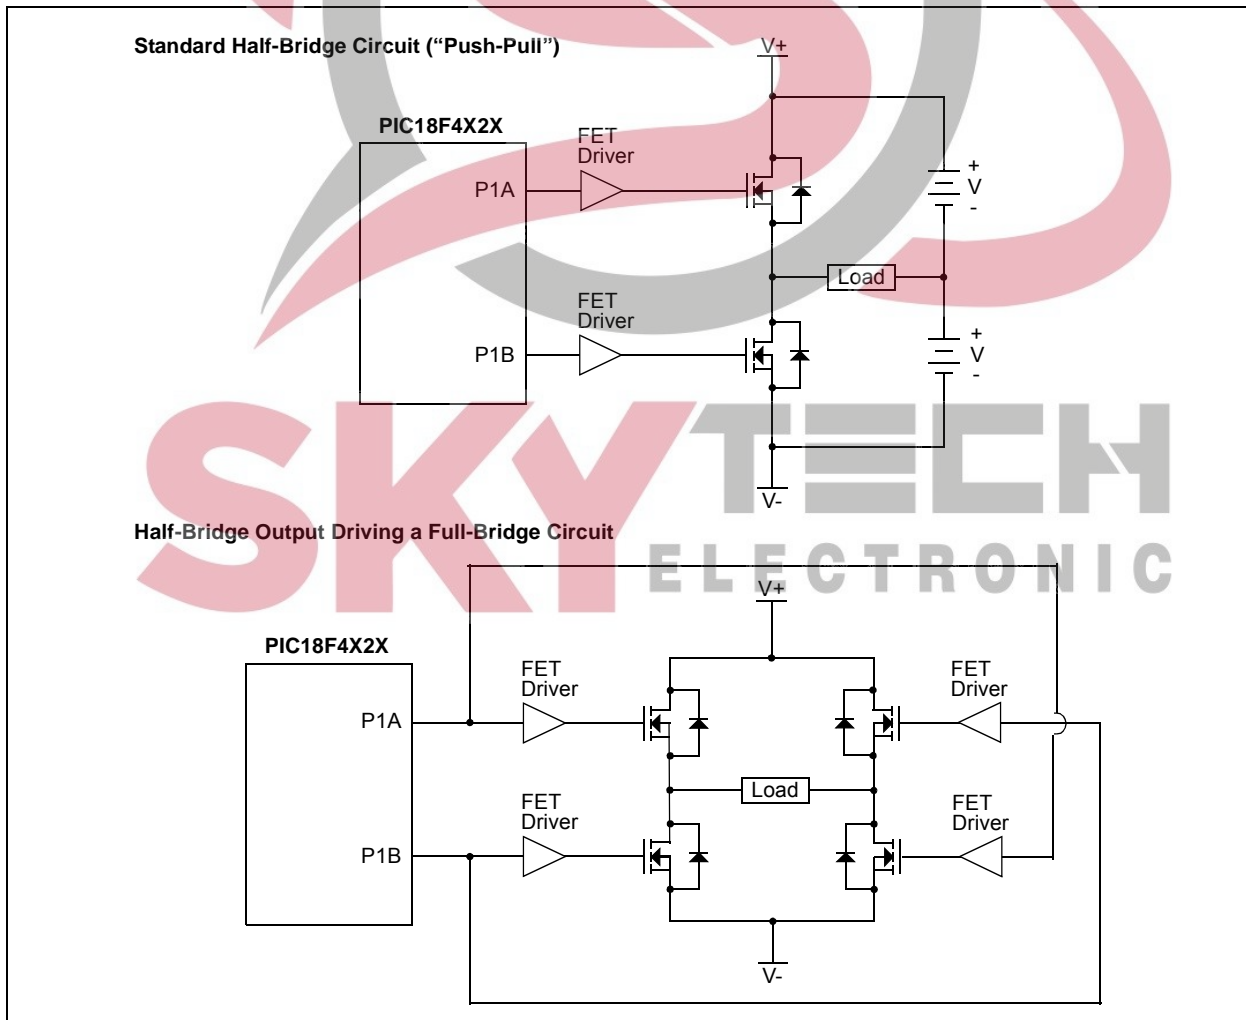 Standard Half-Bridge Circuit (“Push-Pull”)
V+
PIC18F4X2X
FET
Driver
P1A
+
V
-
Load
FET
Driver
P1B
+
V
-
V-
SKYTECH
ELECTRONIC
Half-Bridge Output Driving a Full-Bridge Circuit
V+
PIC18F4X2X
FET
Driver
FET
Driver
P1A
Load
FET
Driver
FET
Driver
P1B
V-